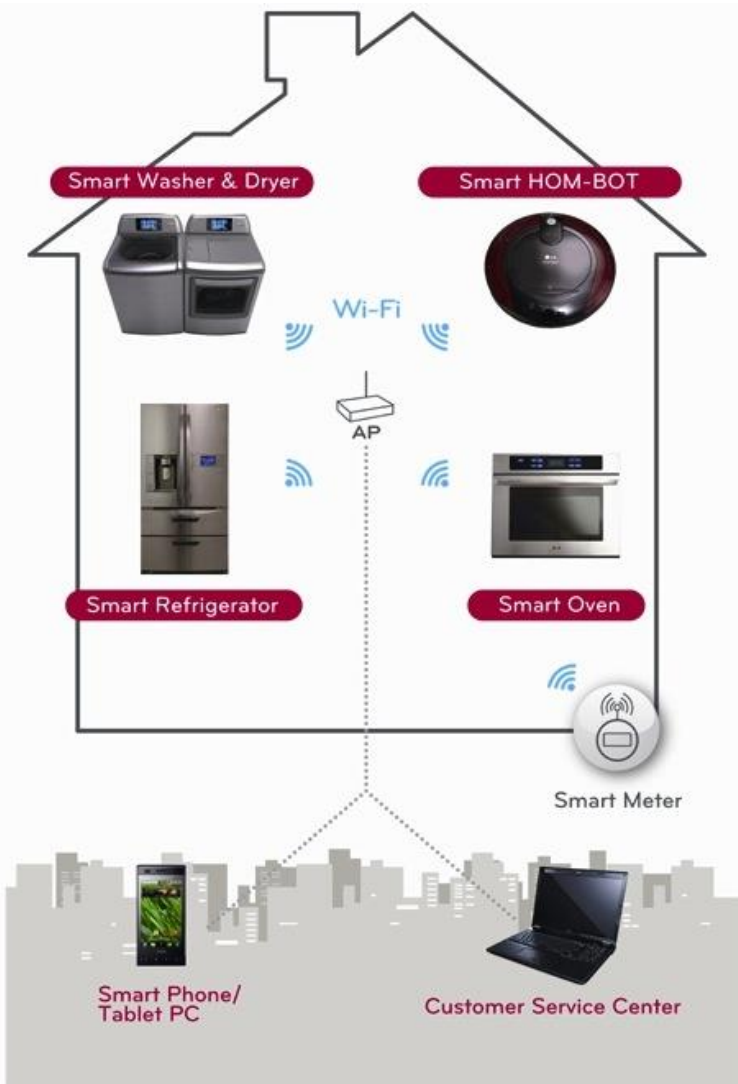 Smart Washer & Dryer
Smart HOM-BOT
Wi-Fi
AP
Smart Refrigerator
Smart Oven
Smart Meter
Smart Phone/
Tablet PC
Customer Service Center